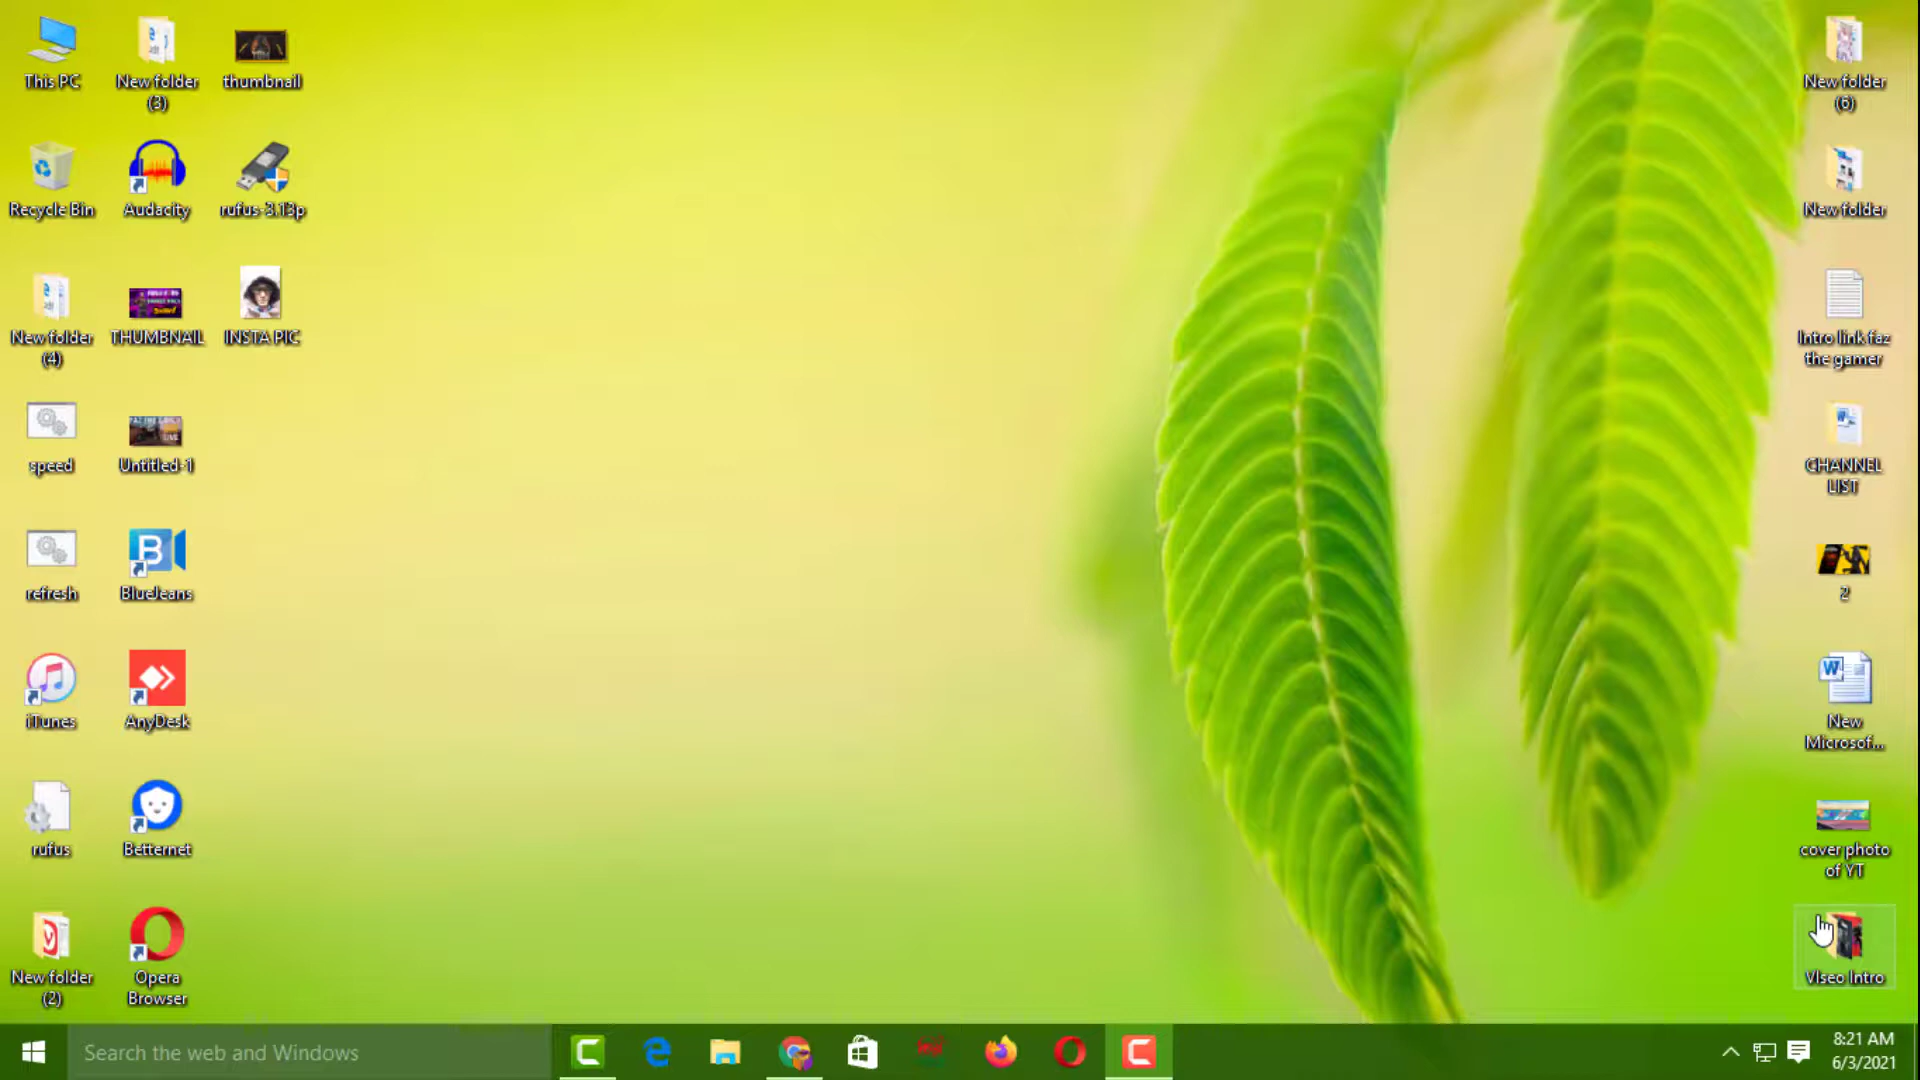 This PC
New folder
(3)
thumbnail
Recycle Bin
Audacity
rufus-3.13p
New folder
(4)
THUMBNAIL
INSTA PIC
speed
Untitled-1
LIVE
refresh
BlueJeans
iTunes
AnyDesk
rufus
Betternet
New folder
(2)
Opera
Browser
New folder
(6)
New folder
Intro link faz
the gamer
CHANNEL
LIST
2
New
Microsof...
cover photo
of YT
VIseo Intro
Search the web and Windows
8:21 AM
6/3/2021